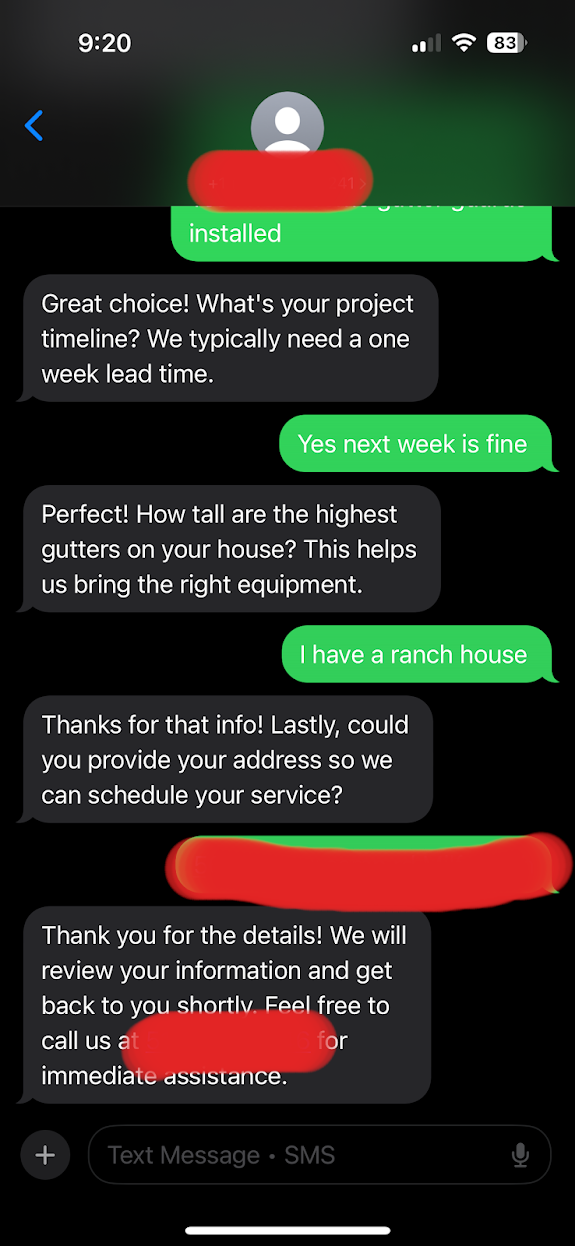 9:20
83
installed
Great choice! What's your project
timeline? We typically need a one
week lead time.
Yes next week is fine
Perfect! How tall are the highest
gutters on your house? This helps
us bring the right equipment.
I have a ranch house
Thanks for that info! Lastly, could
you provide your address so we
can schedule your service?
Thank you for the details! We will
review your information and get
back to you shortly. Feel free to
call us at for
immediate assistance.
Text Message • SMS